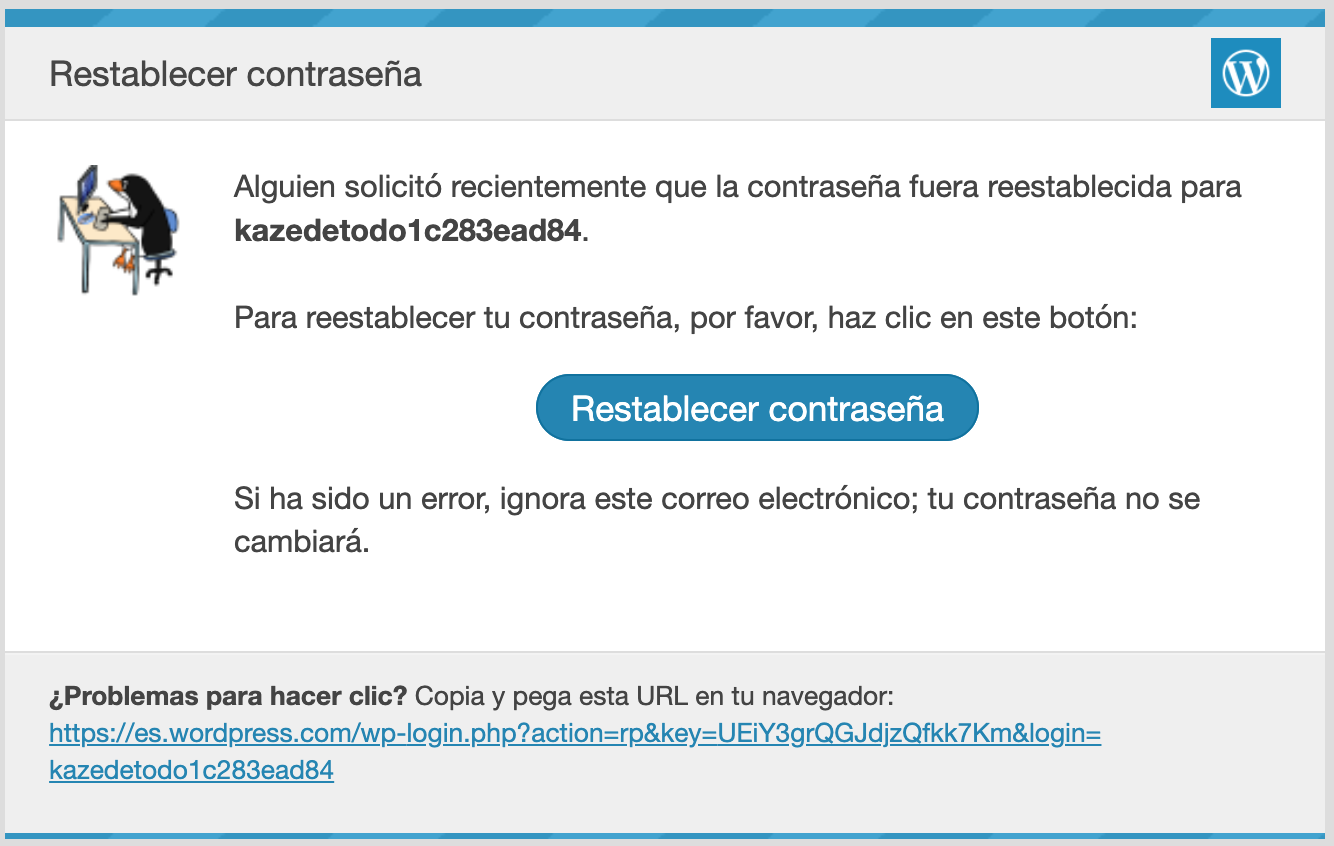 Restablecer contraseña
Alguien solicitó recientemente que la contraseña fuera reestablecida para
kazedetodo1c283ead84.
Para reestablecer tu contraseña, por favor, haz clic en este botón:
Restablecer contraseña
Si ha sido un error, ignora este correo electrónico; tu contraseña no se
cambiará.
¿Problemas para hacer clic? Copia y pega esta URL en tu navegador:
https://es.wordpress.com/wp-login.php?action=rp&key=UEiY3grQGJdjzQfkk7Km&login=
kazedetodo1c283ead84